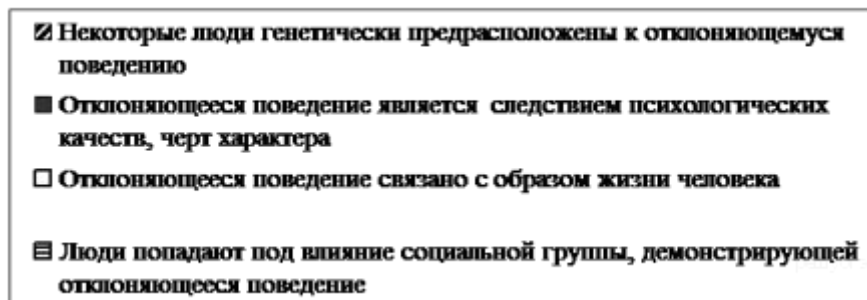 Некоторые люди генетически предрасположены к отклоняющемуся
поведению
Отклоняющееся поведение является следствием психологических
качеств, черт характера
Отклоняющееся поведение связано с образом жизни человека
Люди попадают под влияние социальной группы, демонстрирующей
отклоняющееся поведение